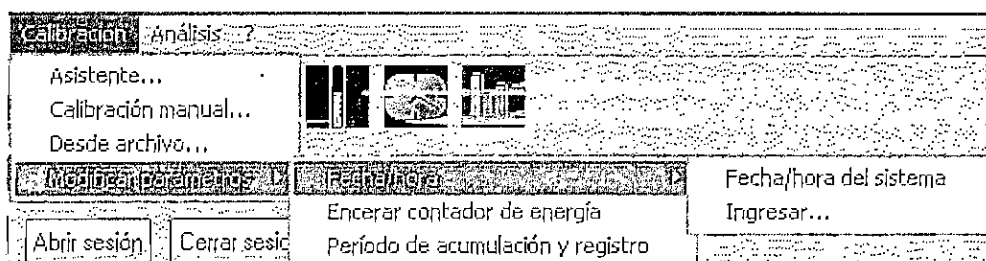 Calibración Análisis ?
Asistente...
Calibración manual...
Desde archivo...
Modificar parámetros
Fecha/hora
Fecha/hora del sistema
Encerar contador de energía
Ingresar...
Abrir sesión
Cerrar sesic
Período de acumulación y registro